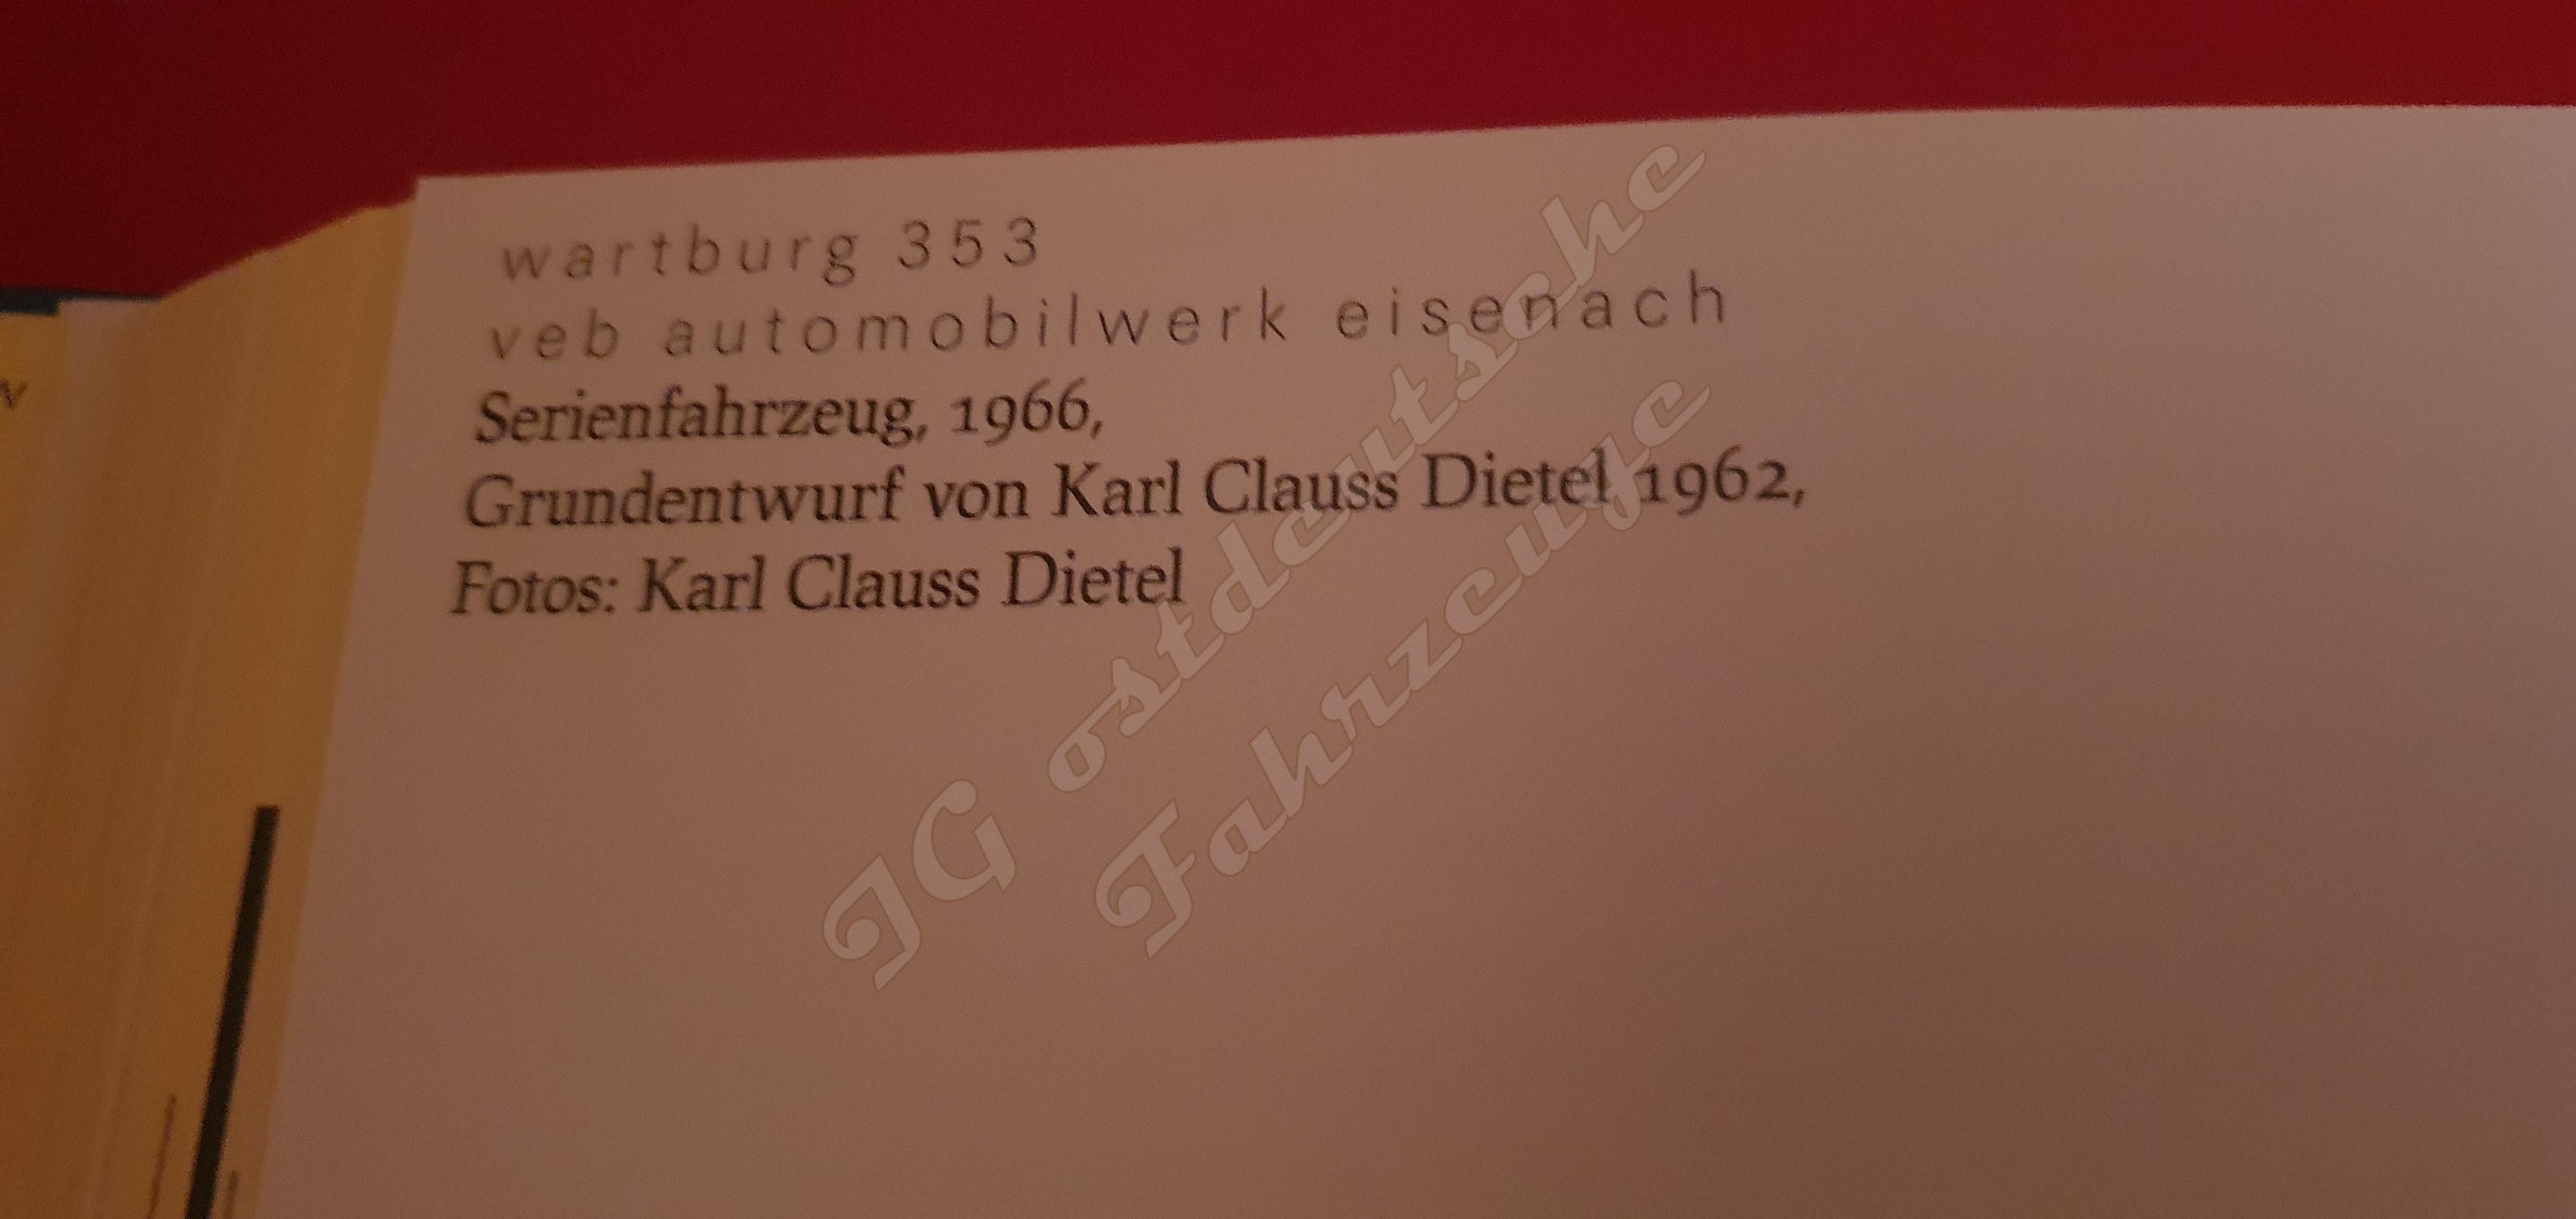 wartburg 353
veb automobilwerk eisenach
Serienfahrzeug, 1966,
Grundentwurf von Karl Clauss Dietel 1962,
Fotos: Karl Clauss Dietel
IG ostdeutsche
Fahrzeuge